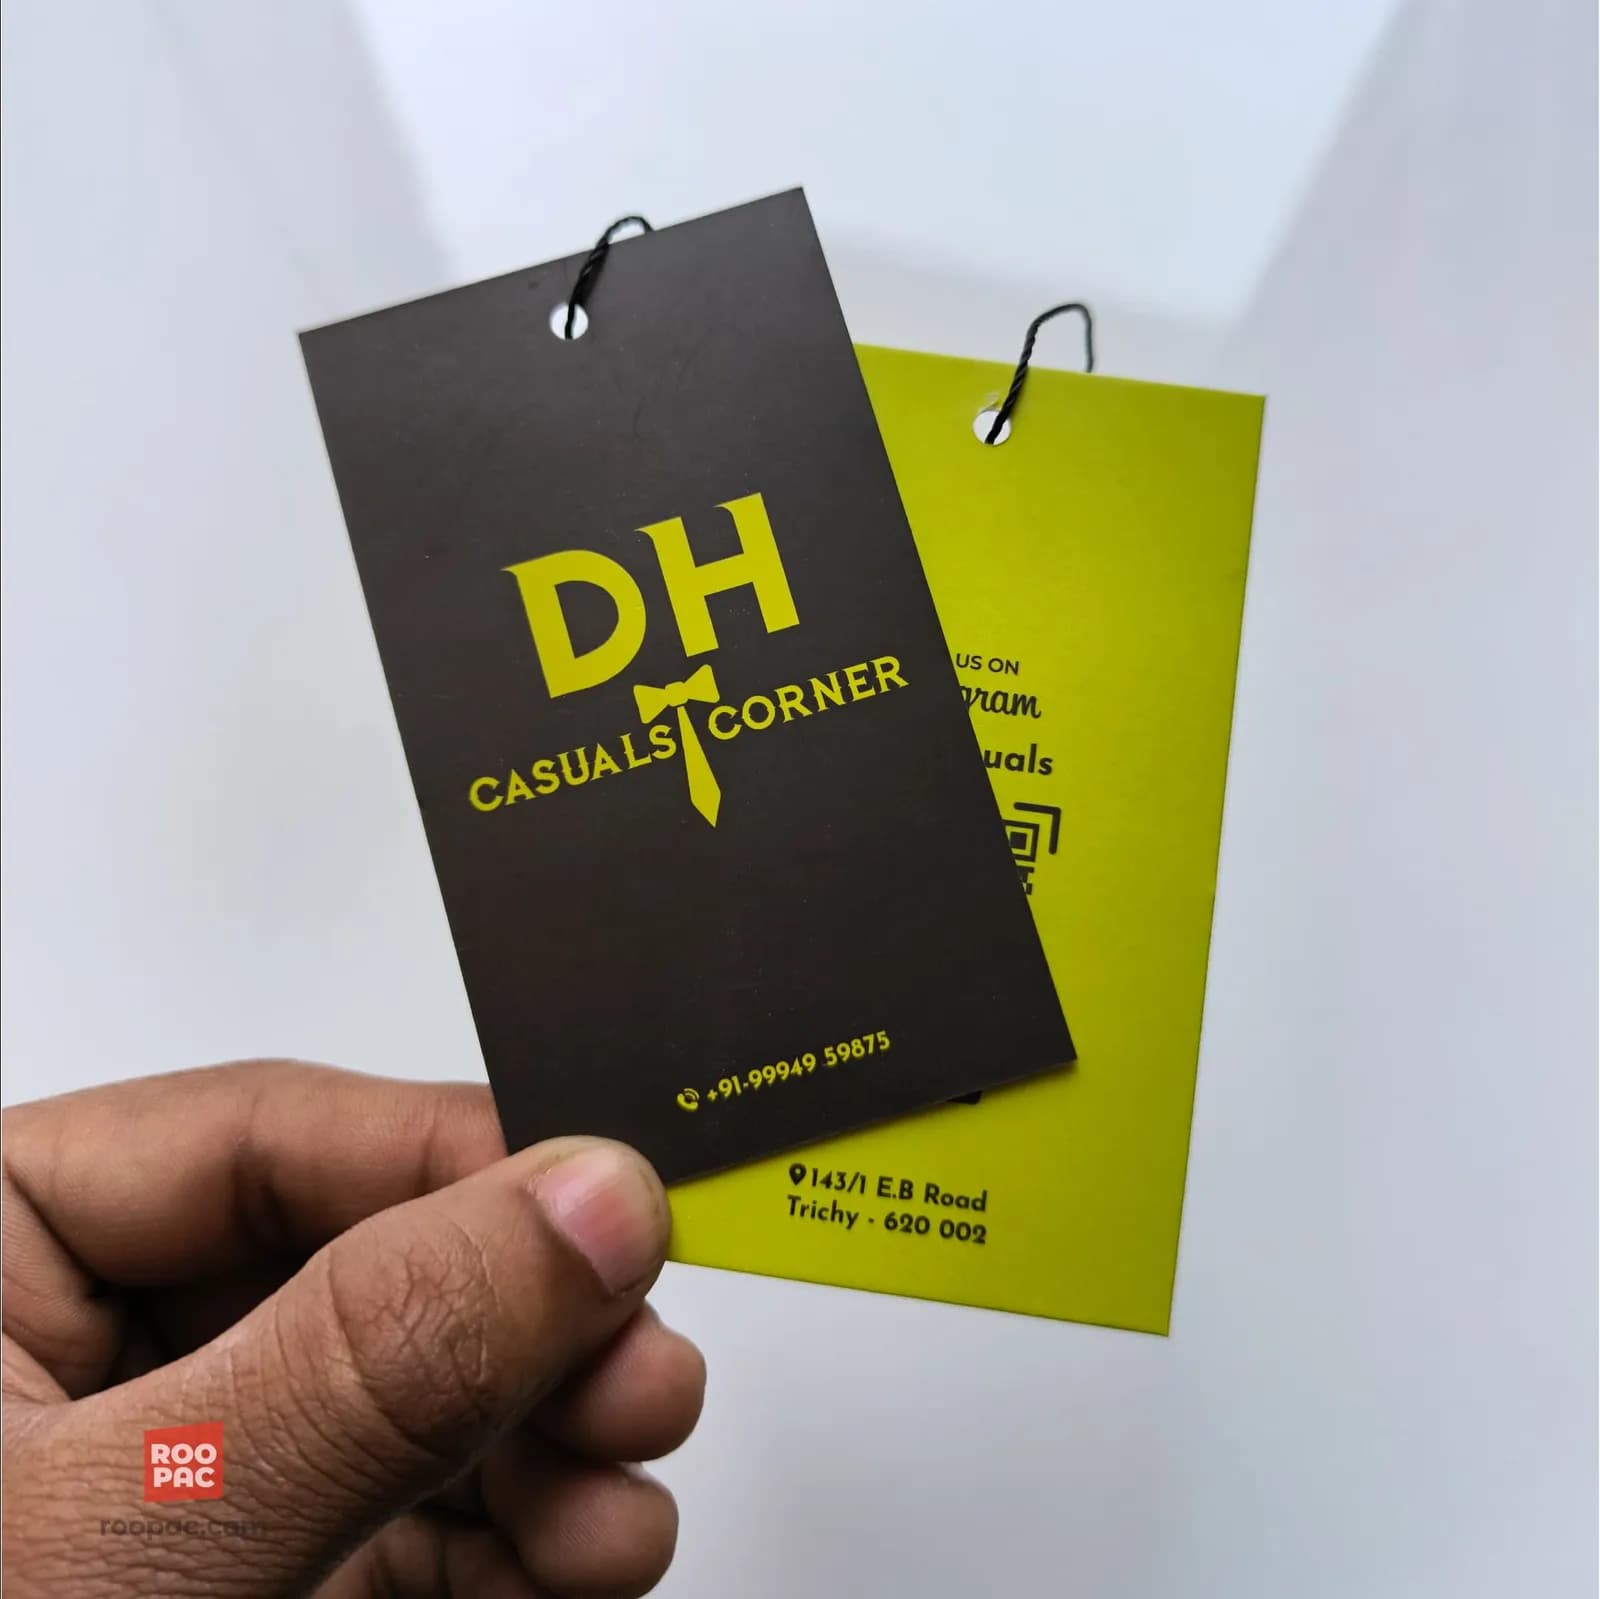 DH
CASUALS CORNER
+91-99949 59875
US ON
gram
uals
143/1 E.B Road
Trichy - 620 002
ROO
PAC
roopac.com